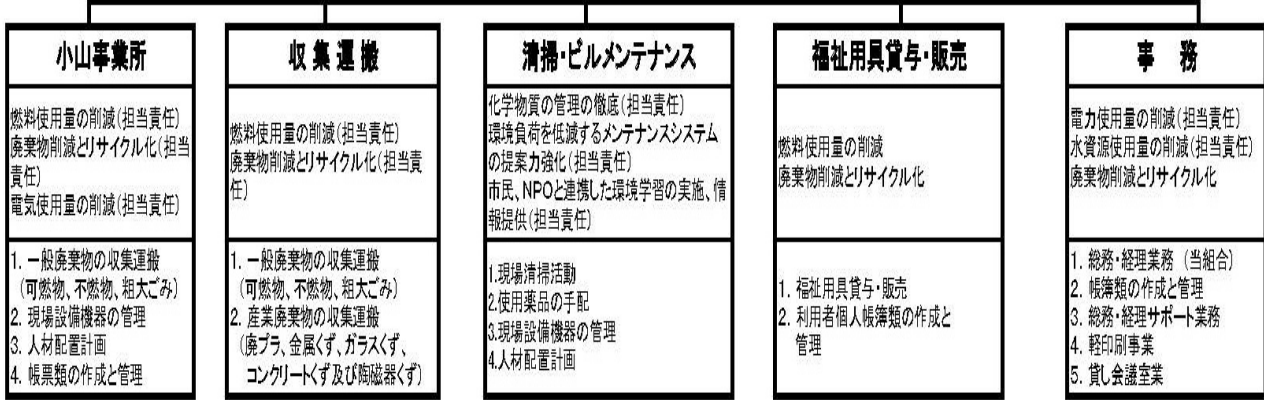 小山事業所
燃料使用量の削減(担当責任)
廃棄物削減とリサイクル化(担当
責任)
電気使用量の削減(担当責任)
1. 一般廃棄物の収集運搬
(可燃物、不燃物、粗大ごみ)
2. 現場設備機器の管理
3. 人材配置計画
4. 帳票類の作成と管理
収集運搬
燃料使用量の削減(担当責任)
廃棄物削減とリサイクル化(担当責
任)
1. 一般廃棄物の収集運搬
(可燃物、不燃物、粗大ごみ)
2. 産業廃棄物の収集運搬
(廃プラ、金属くず、ガラスくず、
コンクリートくず及び陶磁器くず)
清掃・ビルメンテナンス
化学物質の管理の徹底(担当責任)
環境負荷を低減するメンテナンスシステム
の提案力強化(担当責任)
市民、NPOと連携した環境学習の実施、情
報提供(担当責任)
1.現場清掃活動
2.使用薬品の手配
3.現場設備機器の管理
4.人材配置計画
福祉用具貸与・販売
燃料使用量の削減
廃棄物削減とリサイクル化
1. 福祉用具貸与・販売
2. 利用者個人帳簿類の作成と
管理
事務
電力使用量の削減(担当責任)
水資源使用量の削減(担当責任)
廃棄物削減とリサイクル化
1. 総務・経理業務 (当組合)
2. 帳簿類の作成と管理
3. 総務・経理サポート業務
4. 軽印刷事業
5. 貸し会議室業